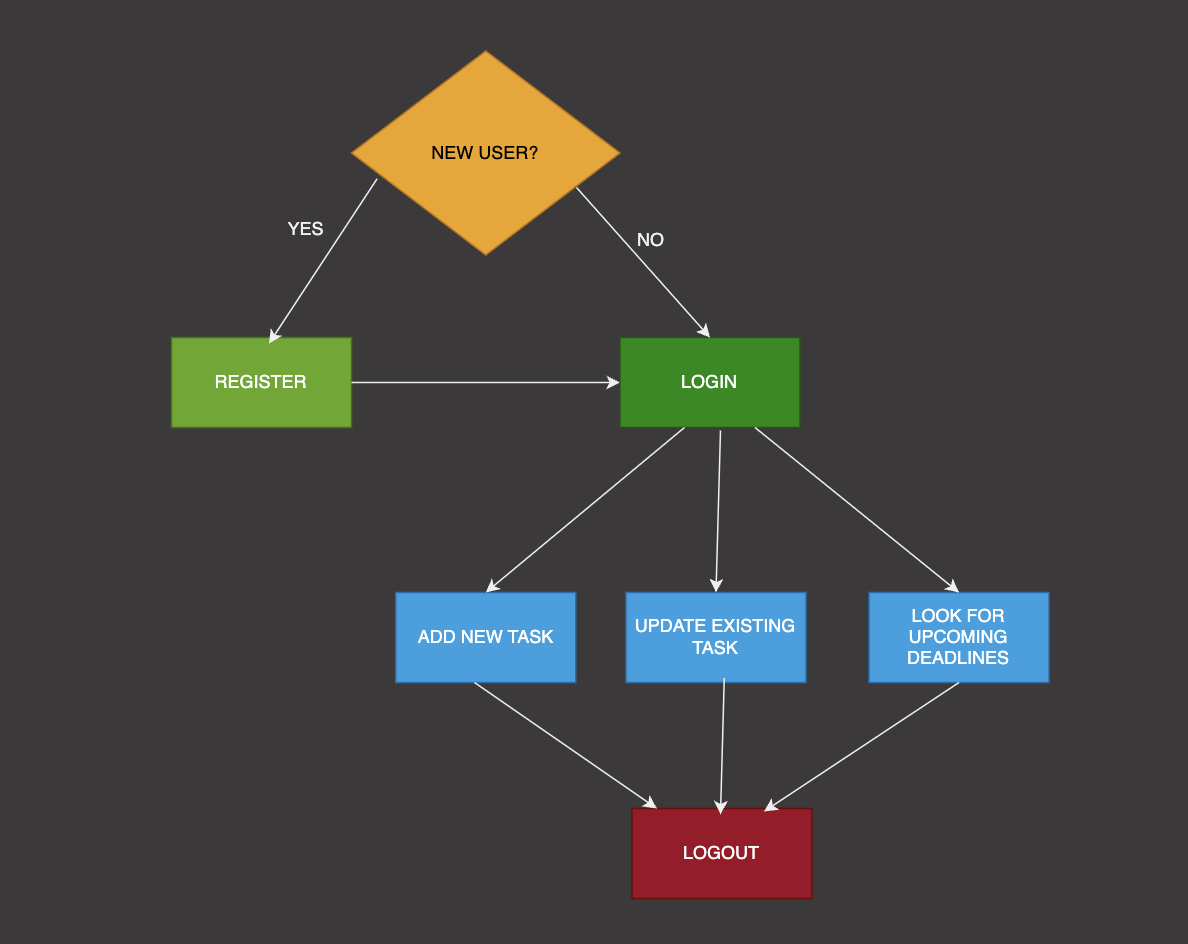 NEW USER?
YES
NO
REGISTER
LOGIN
ADD NEW TASK
UPDATE EXISTING
TASK
LOOK FOR
UPCOMING
DEADLINES
LOGOUT